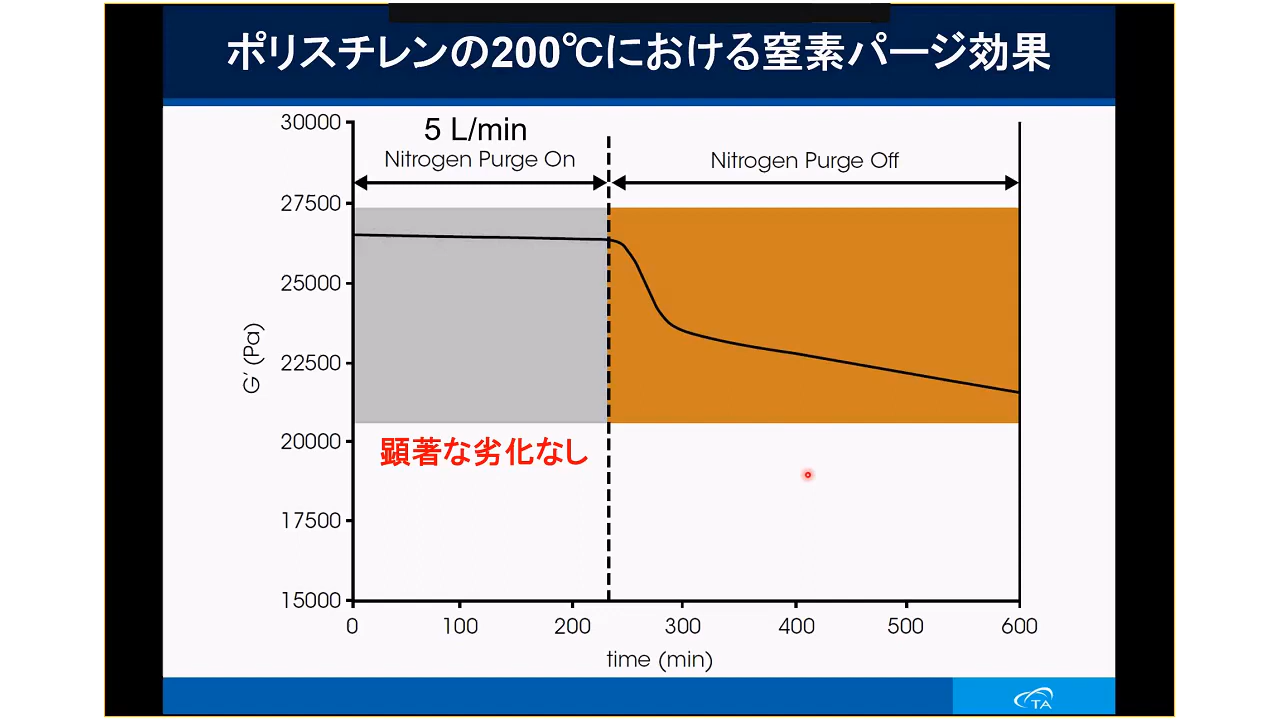 ポリスチレンの200℃における窒素パージ効果
30000
5 L/min
Nitrogen Purge On
Nitrogen Purge Off
27500
25000
22500
20000
17500
15000
G′ (Pa)
顕著な劣化なし
0 100 200 300 400 500 600
time (min)
TA